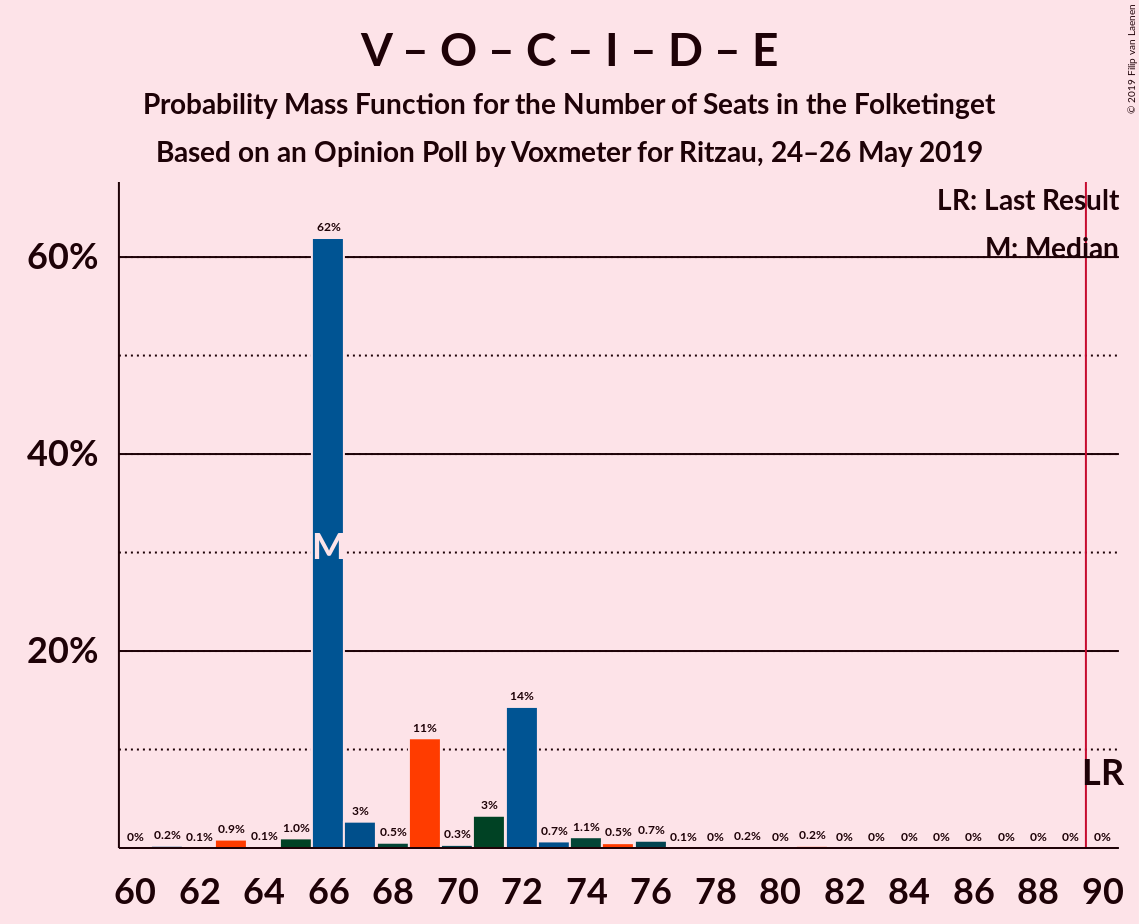 V – O – C – I – D – E
Probability Mass Function for the Number of Seats in the Folketinget
Based on an Opinion Poll by Voxmeter for Ritzau, 24–26 May 2019
© 2019 Filip van Laenen
LR: Last Result
M: Median
60%
40%
20%
0% 0.2% 0.1% 0.9% 0.1% 1.0% 62% 3% 0.5% 11% 0.3% 3% 14% 0.7% 1.1% 0.5% 0.7% 0.1% 0% 0.2% 0% 0.2% 0% 0% 0% 0% 0% 0% 0% 0% 0%
M
LR
60 62 64 66 68 70 72 74 76 78 80 82 84 86 88 90